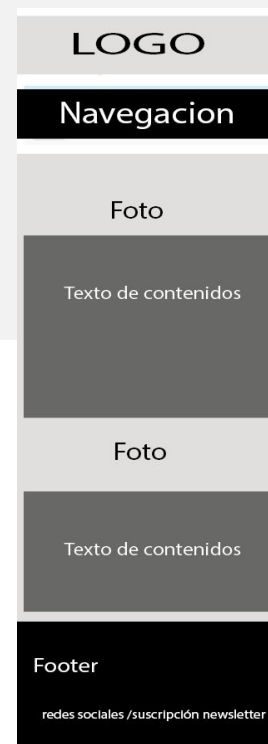 LOGO
Navegacion
Foto
Texto de contenidos
Foto
Texto de contenidos
Footer
redes sociales /suscripción newsletter